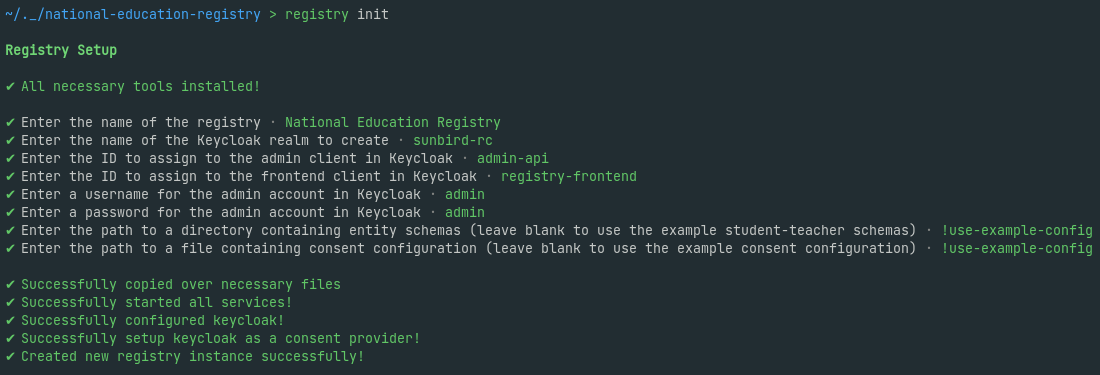 ~/._/national-education-registry > registry init
Registry Setup
✔ All necessary tools installed!
✔ Enter the name of the registry · National Education Registry
✔ Enter the name of the Keycloak realm to create · sunbird-rc
✔ Enter the ID to assign to the admin client in Keycloak · admin-api
✔ Enter the ID to assign to the frontend client in Keycloak · registry-frontend
✔ Enter a username for the admin account in Keycloak · admin
✔ Enter a password for the admin account in Keycloak · admin
✔ Enter the path to a directory containing entity schemas (leave blank to use the example student-teacher schemas) · !use-example-config
✔ Enter the path to a file containing consent configuration (leave blank to use the example consent configuration) · !use-example-config
✔ Successfully copied over necessary files
✔ Successfully started all services!
✔ Successfully configured keycloak!
✔ Successfully setup keycloak as a consent provider!
✔ Created new registry instance successfully!